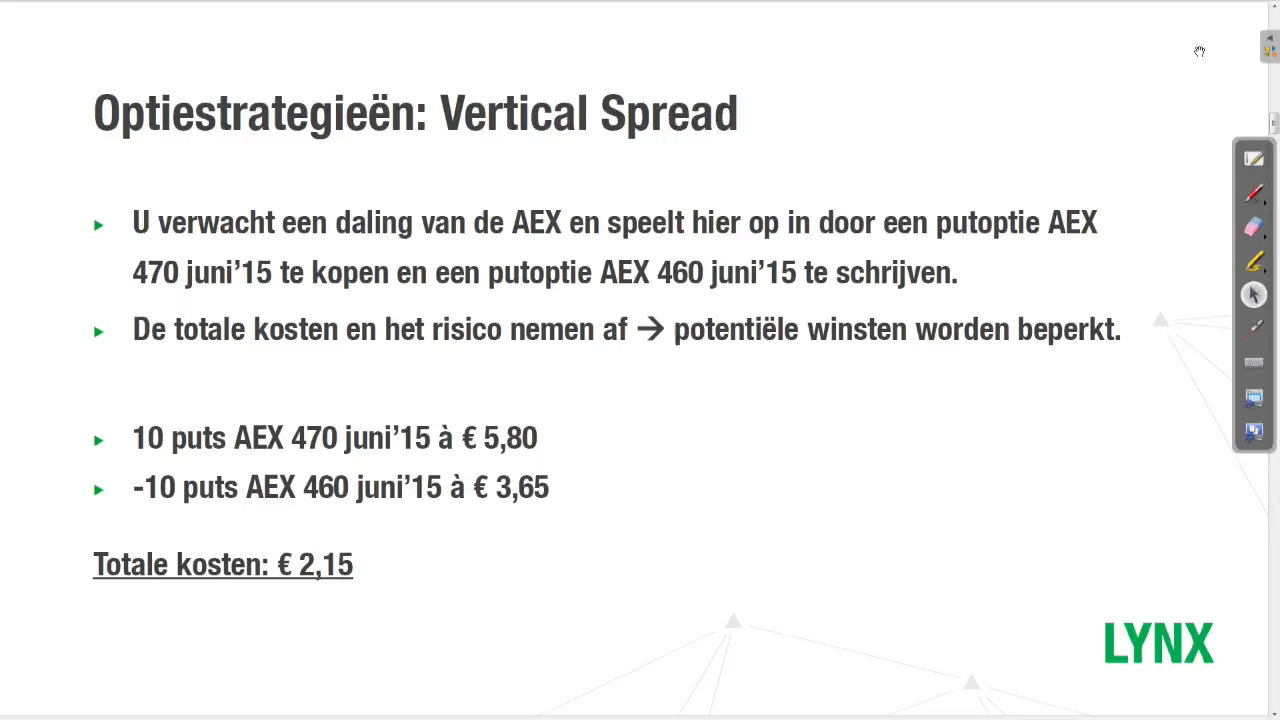 Optiestrategieën: Vertical Spread
U verwacht een daling van de AEX en speelt hier op in door een putoptie AEX
470 juni’15 te kopen en een putoptie AEX 460 juni’15 te schrijven.
De totale kosten en het risico nemen af → potentiële winsten worden beperkt.
10 puts AEX 470 juni’15 à € 5,80
-10 puts AEX 460 juni’15 à € 3,65
Totale kosten: € 2,15
LYNX